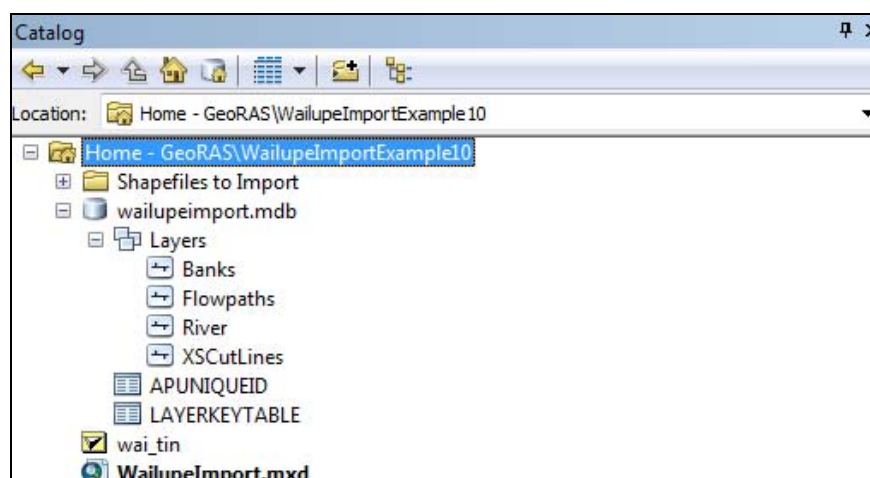 Catalog
Location: Home - GeoRAS\WailupeImportExample10
Home - GeoRAS\WailupeImportExample10
Shapefiles to Import
wailupeimport.mdb
Layers
Banks
Flowpaths
River
XSCutLines
APUNIQUEID
LAYERKEYTABLE
wai_tin
WailupeImport.mxd